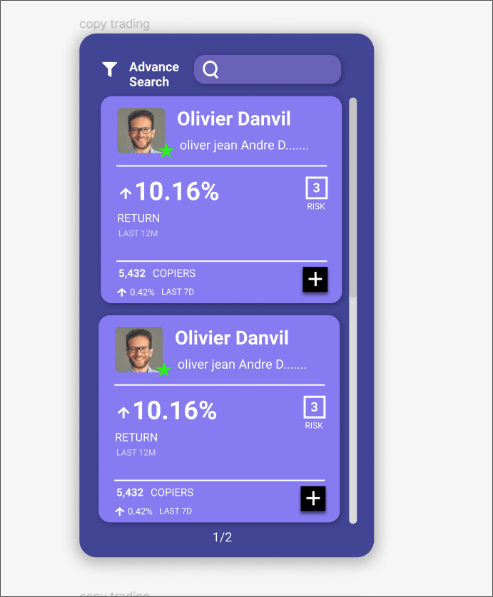 copy trading
Advance
Search
Olivier Danvil
oliver jean Andre D.......
10.16%
3
RISK
RETURN
LAST 12M
5,432 COPIERS
0.42% LAST 7D
+
Olivier Danvil
oliver jean Andre D.......
10.16%
3
RISK
RETURN
LAST 12M
5,432 COPIERS
0.42% LAST 7D
+
1/2
copy trading